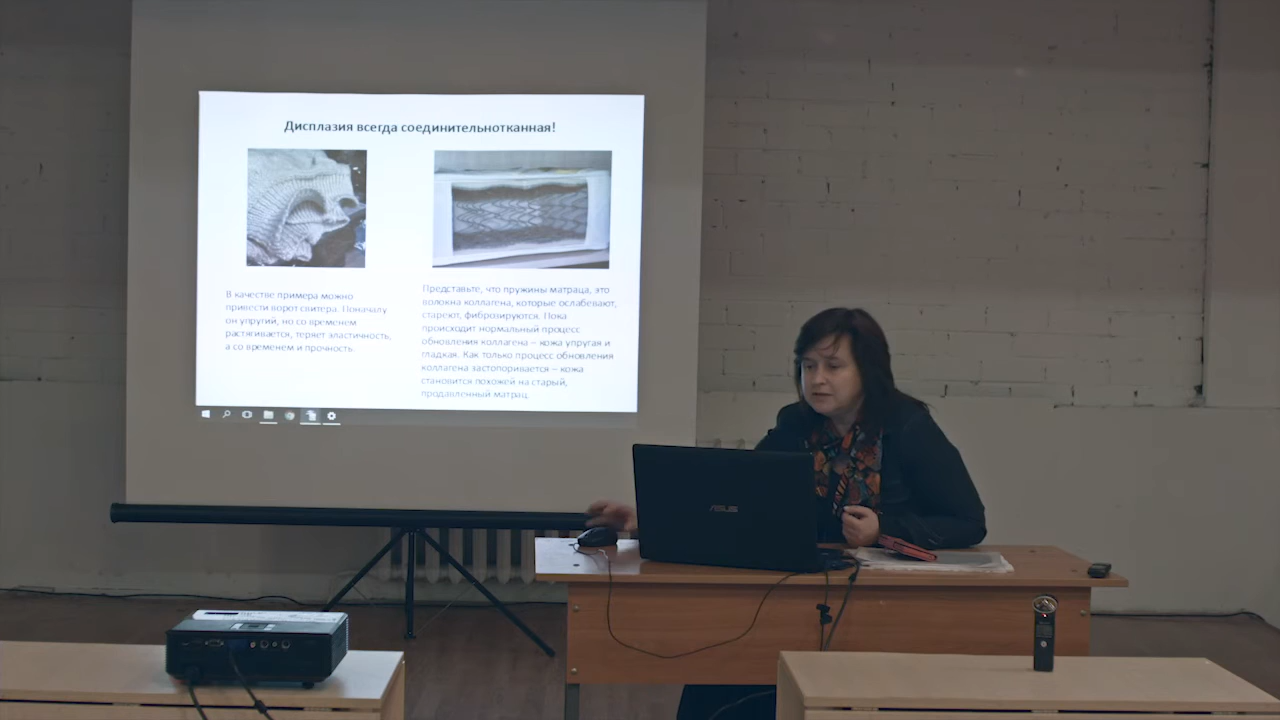 Дисплазия всегда соединительнотканная!
В качестве примера можно
привести ворот свитера. Поначалу
он упругий, но со временем
растягивается, теряет эластичность,
а со временем и прочность.
Представьте, что пружины матраца, это
волокна коллагена, которые ослабевают,
стареют, фиброзируются. Пока
происходит нормальный процесс
обновления коллагена – кожа упругая и
гладкая. Как только процесс обновления
коллагена застопоривается – кожа
становится похожей на старый,
продавленный матрац.
ASUS